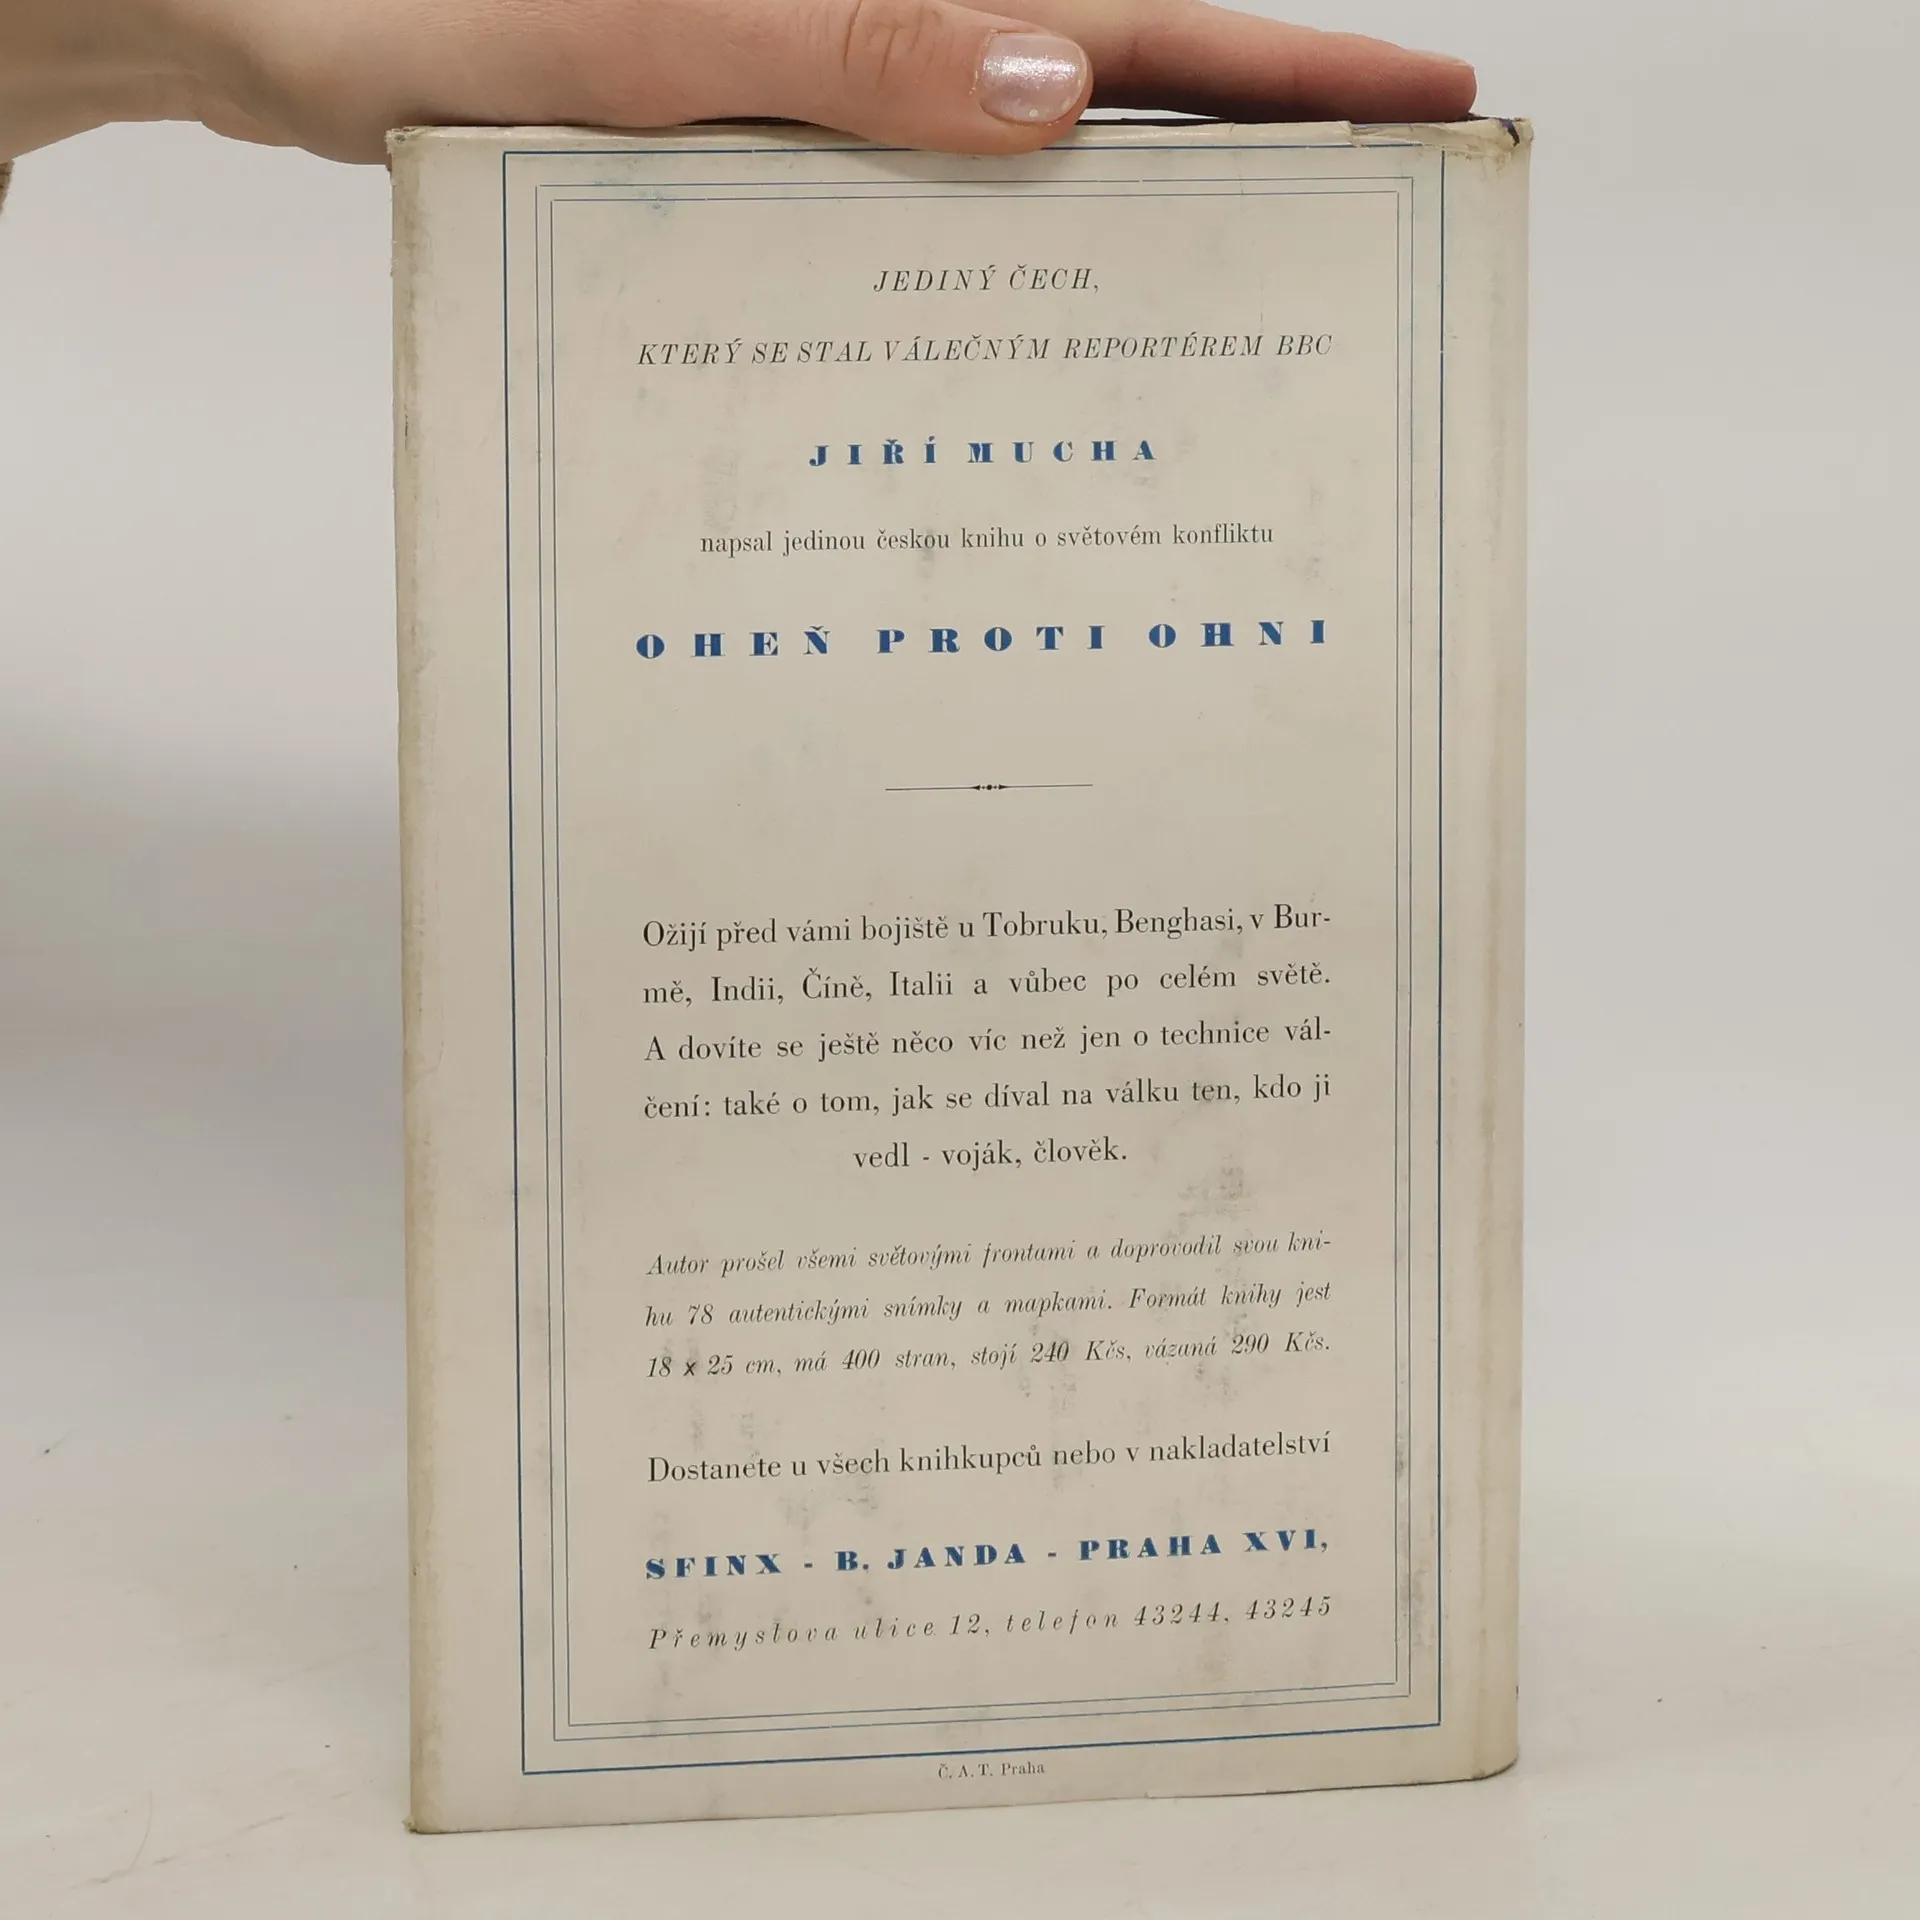 JEDINÝ ČECH,
KTERÝ SE STAL VÁLEČNÝM REPORTÉREM BBC
JIŘÍ MUCHA
napsal jedinou českou knihu o světovém konfliktu
OHEŇ PROTI OHNI
Ožijí před vámi bojiště u Tobruku, Benghasi, v Bur-
mě, Indii, Číně, Italii a vůbec po celém světě.
A dovíte se ještě něco víc než jen o technice vál-
čení: také o tom, jak se díval na válku ten, kdo ji
vedl - voják, člověk.
Autor prošel všemi světovými frontami a doprovodil svou kni-
hu 78 autentickými snímky a mapkami. Formát knihy jest
18 x 25 cm, má 400 stran, stojí 240 Kčs, vázaná 290 Kčs.
Dostanete u všech knihkupců nebo v nakladatelství
SFINX - B. JANDA - PRAHA XVI,
Přemyslova ulice 12, telefon 43244, 43245
Č. A. T. Praha